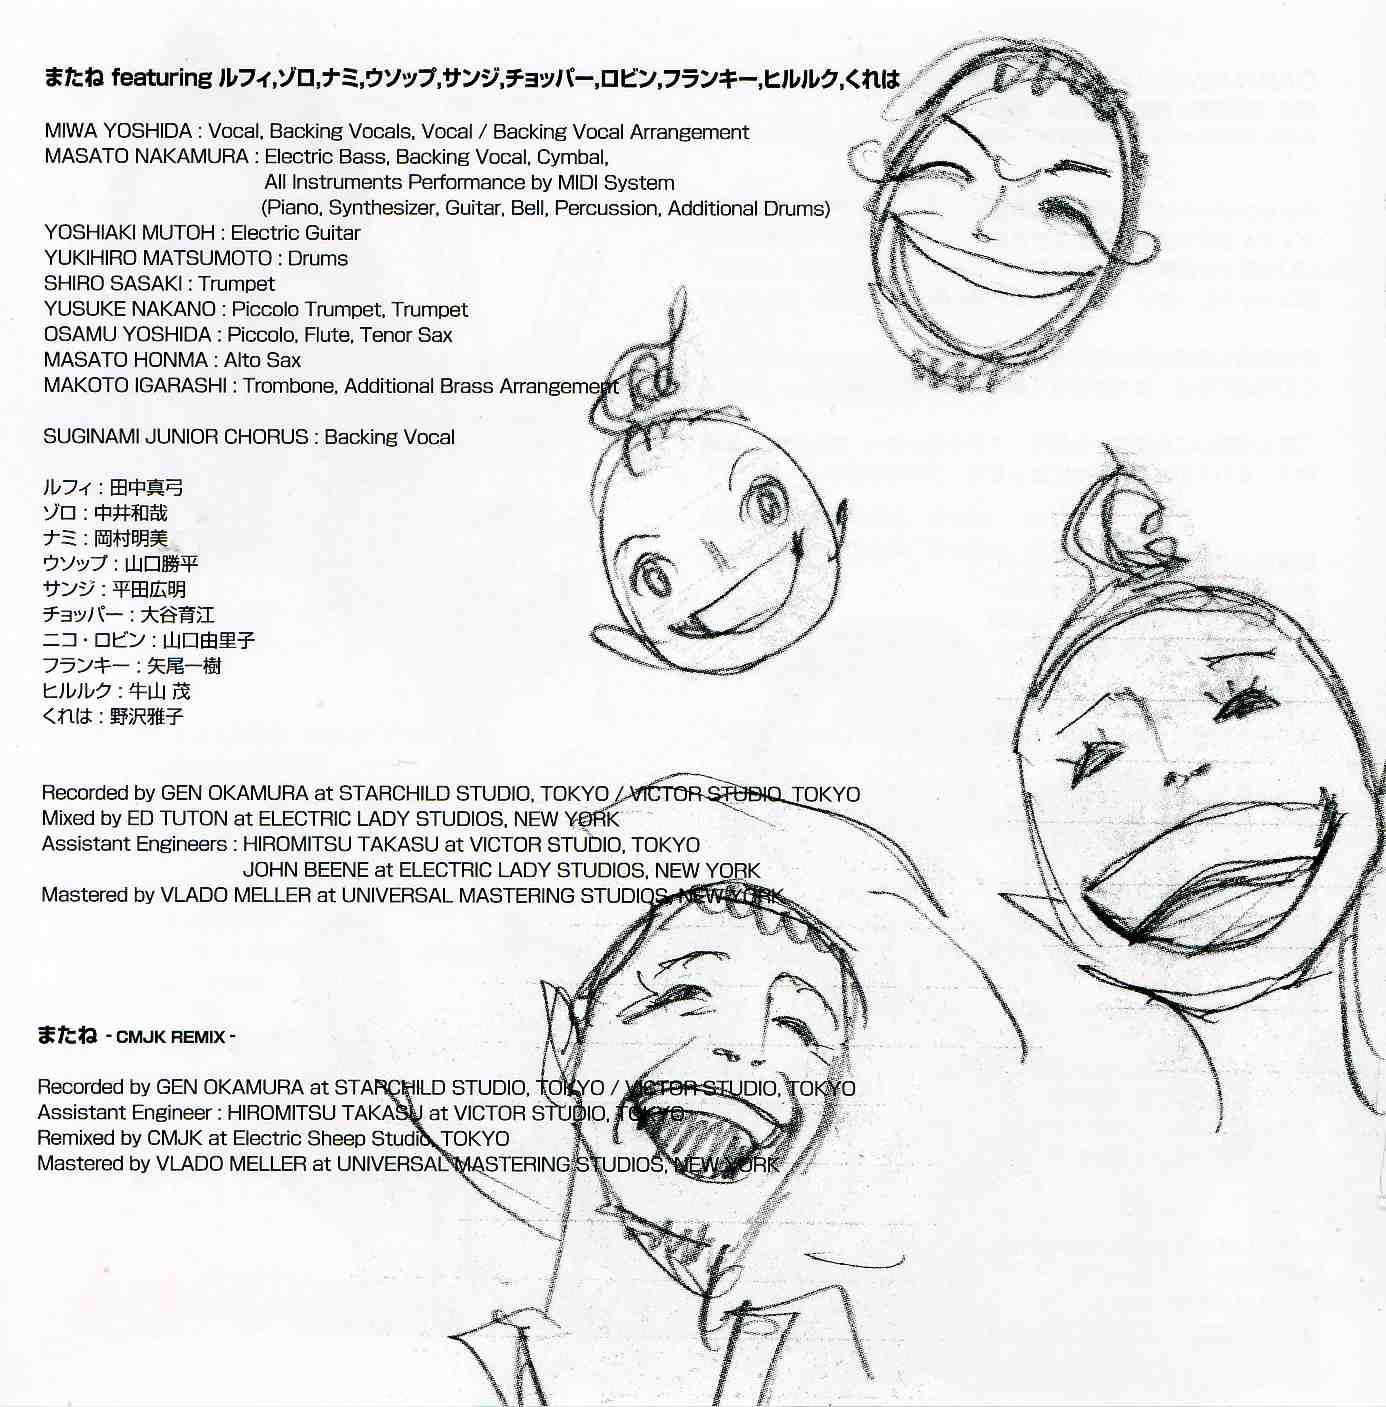 またね featuring ルフィ,ゾロ,ナミ,ウソップ,サンジ,チョッパー,ロビン,フランキー,ヒルルク,くれは
MIWA YOSHIDA : Vocal, Backing Vocals, Vocal / Backing Vocal Arrangement
MASATO NAKAMURA : Electric Bass, Backing Vocal, Cymbal,
All Instruments Performance by MIDI System
(Piano, Synthesizer, Guitar, Bell, Percussion, Additional Drums)
YOSHIAKI MUTOH : Electric Guitar
YUKIHIRO MATSUMOTO : Drums
SHIRO SASAKI : Trumpet
YUSUKE NAKANO : Piccolo Trumpet, Trumpet
OSAMU YOSHIDA : Piccolo, Flute, Tenor Sax
MASATO HONMA : Alto Sax
MAKOTO IGARASHI : Trombone, Additional Brass Arrangement
SUGINAMI JUNIOR CHORUS : Backing Vocal
ルフィ : 田中真弓
ゾロ : 中井和哉
ナミ : 岡村明美
ウソップ : 山口勝平
サンジ : 平田広明
チョッパー : 大谷育江
ニコ・ロビン : 山口由里子
フランキー : 矢尾一樹
ヒルルク : 牛山 茂
くれは : 野沢雅子
Recorded by GEN OKAMURA at STARCHILD STUDIO, TOKYO / VICTOR STUDIO, TOKYO
Mixed by ED TUTON at ELECTRIC LADY STUDIOS, NEW YORK
Assistant Engineers : HIROMITSU TAKASU at VICTOR STUDIO, TOKYO
JOHN BEENE at ELECTRIC LADY STUDIOS, NEW YORK
Mastered by VLADO MELLER at UNIVERSAL MASTERING STUDIOS, NEW YORK
またね - CMJK REMIX -
Recorded by GEN OKAMURA at STARCHILD STUDIO, TOKYO / VICTOR STUDIO, TOKYO
Assistant Engineer : HIROMITSU TAKASU at VICTOR STUDIO, TOKYO
Remixed by CMJK at Electric Sheep Studio, TOKYO
Mastered by VLADO MELLER at UNIVERSAL MASTERING STUDIOS, NEW YORK